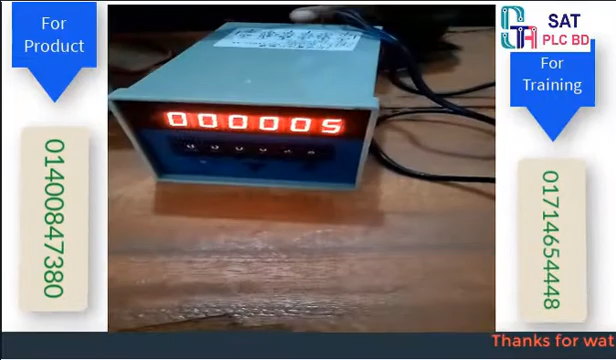 For
Product
01400847380
000005
SAT
PLC BD
For
Training
01714654448
Thanks for wat